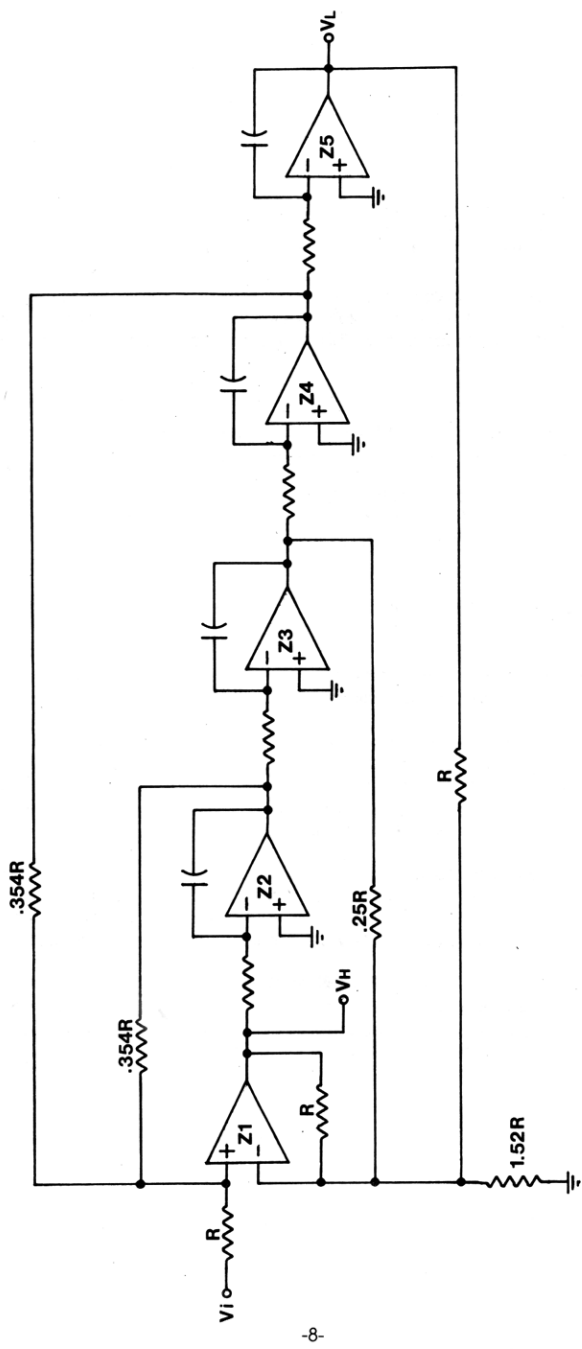 .354R
.354R
R
Vi
+
−
Z1
R
VH
−
+
Z2
−
+
Z3
−
+
Z4
−
+
Z5
VL
.25R
R
1.52R
-8-